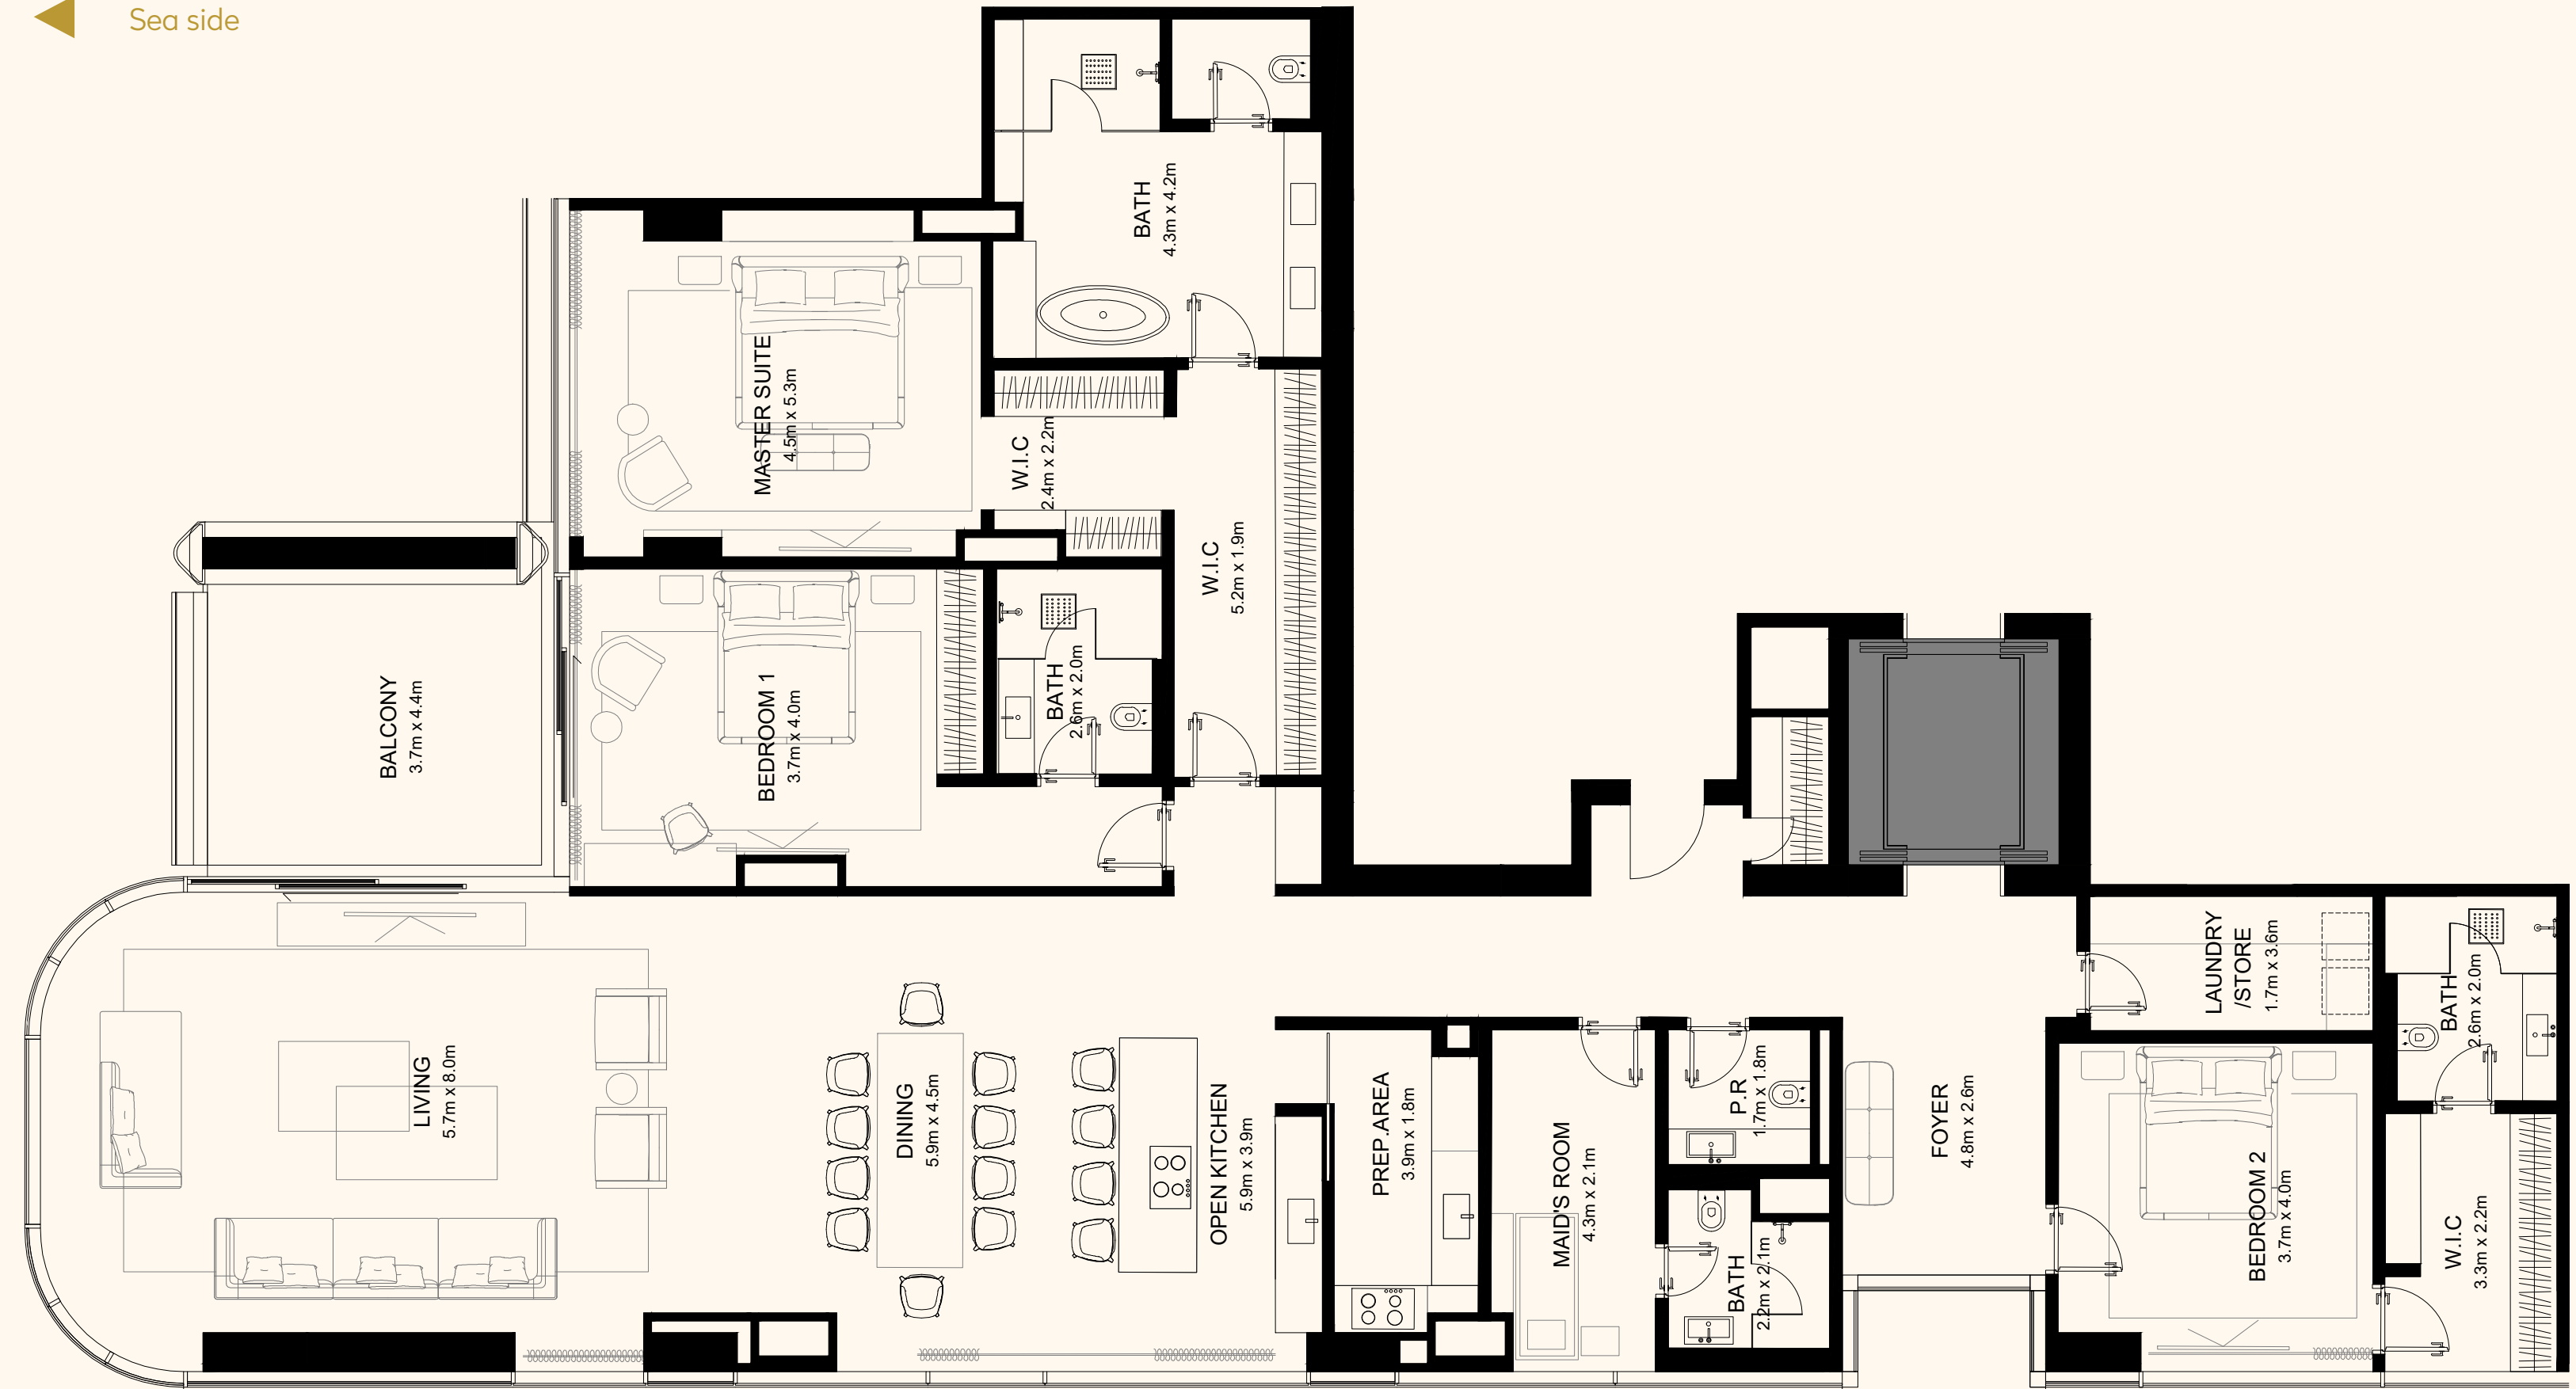 Sea side
BATH
4.3m x 4.2m
MASTER SUITE
4.5m x 5.3m
W.I.C
2.4m x 2.2m
W.I.C
5.2m x 1.9m
BALCONY
3.7m x 4.4m
BEDROOM 1
3.7m x 4.0m
BATH
2.6m x 2.0m
LIVING
5.7m x 8.0m
DINING
5.9m x 4.5m
OPEN KITCHEN
5.9m x 3.9m
PREP.AREA
3.9m x 1.8m
MAID'S ROOM
4.3m x 2.1m
P.R
1.7m x 1.8m
BATH
2.2m x 2.1m
FOYER
4.8m x 2.6m
LAUNDRY
/STORE
1.7m x 3.6m
BATH
2.6m x 2.0m
BEDROOM 2
3.7m x 4.0m
W.I.C
3.3m x 2.2m